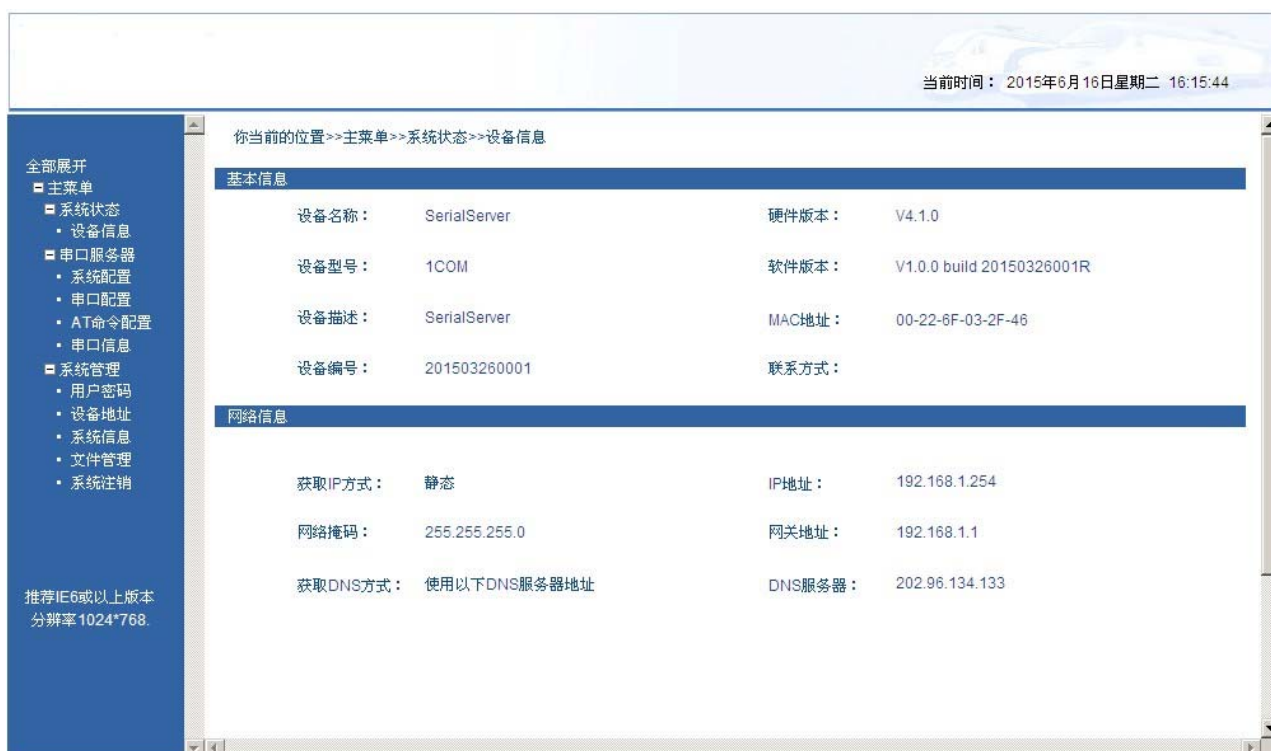 当前时间： 2015年6月16日星期二 16:15:44
全部展开
主菜单
系统状态
设备信息
串口服务器
系统配置
串口配置
AT命令配置
串口信息
系统管理
用户密码
设备地址
系统信息
文件管理
系统注销
推荐IE6或以上版本
分辨率1024*768.
你当前的位置>>主菜单>>系统状态>>设备信息
基本信息
设备名称： SerialServer 硬件版本： V4.1.0
设备型号： 1COM 软件版本： V1.0.0 build 20150326001R
设备描述： SerialServer MAC地址： 00-22-6F-03-2F-46
设备编号： 201503260001 联系方式：
网络信息
获取IP方式： 静态 IP地址： 192.168.1.254
网络掩码： 255.255.255.0 网关地址： 192.168.1.1
获取DNS方式： 使用以下DNS服务器地址 DNS服务器： 202.96.134.133